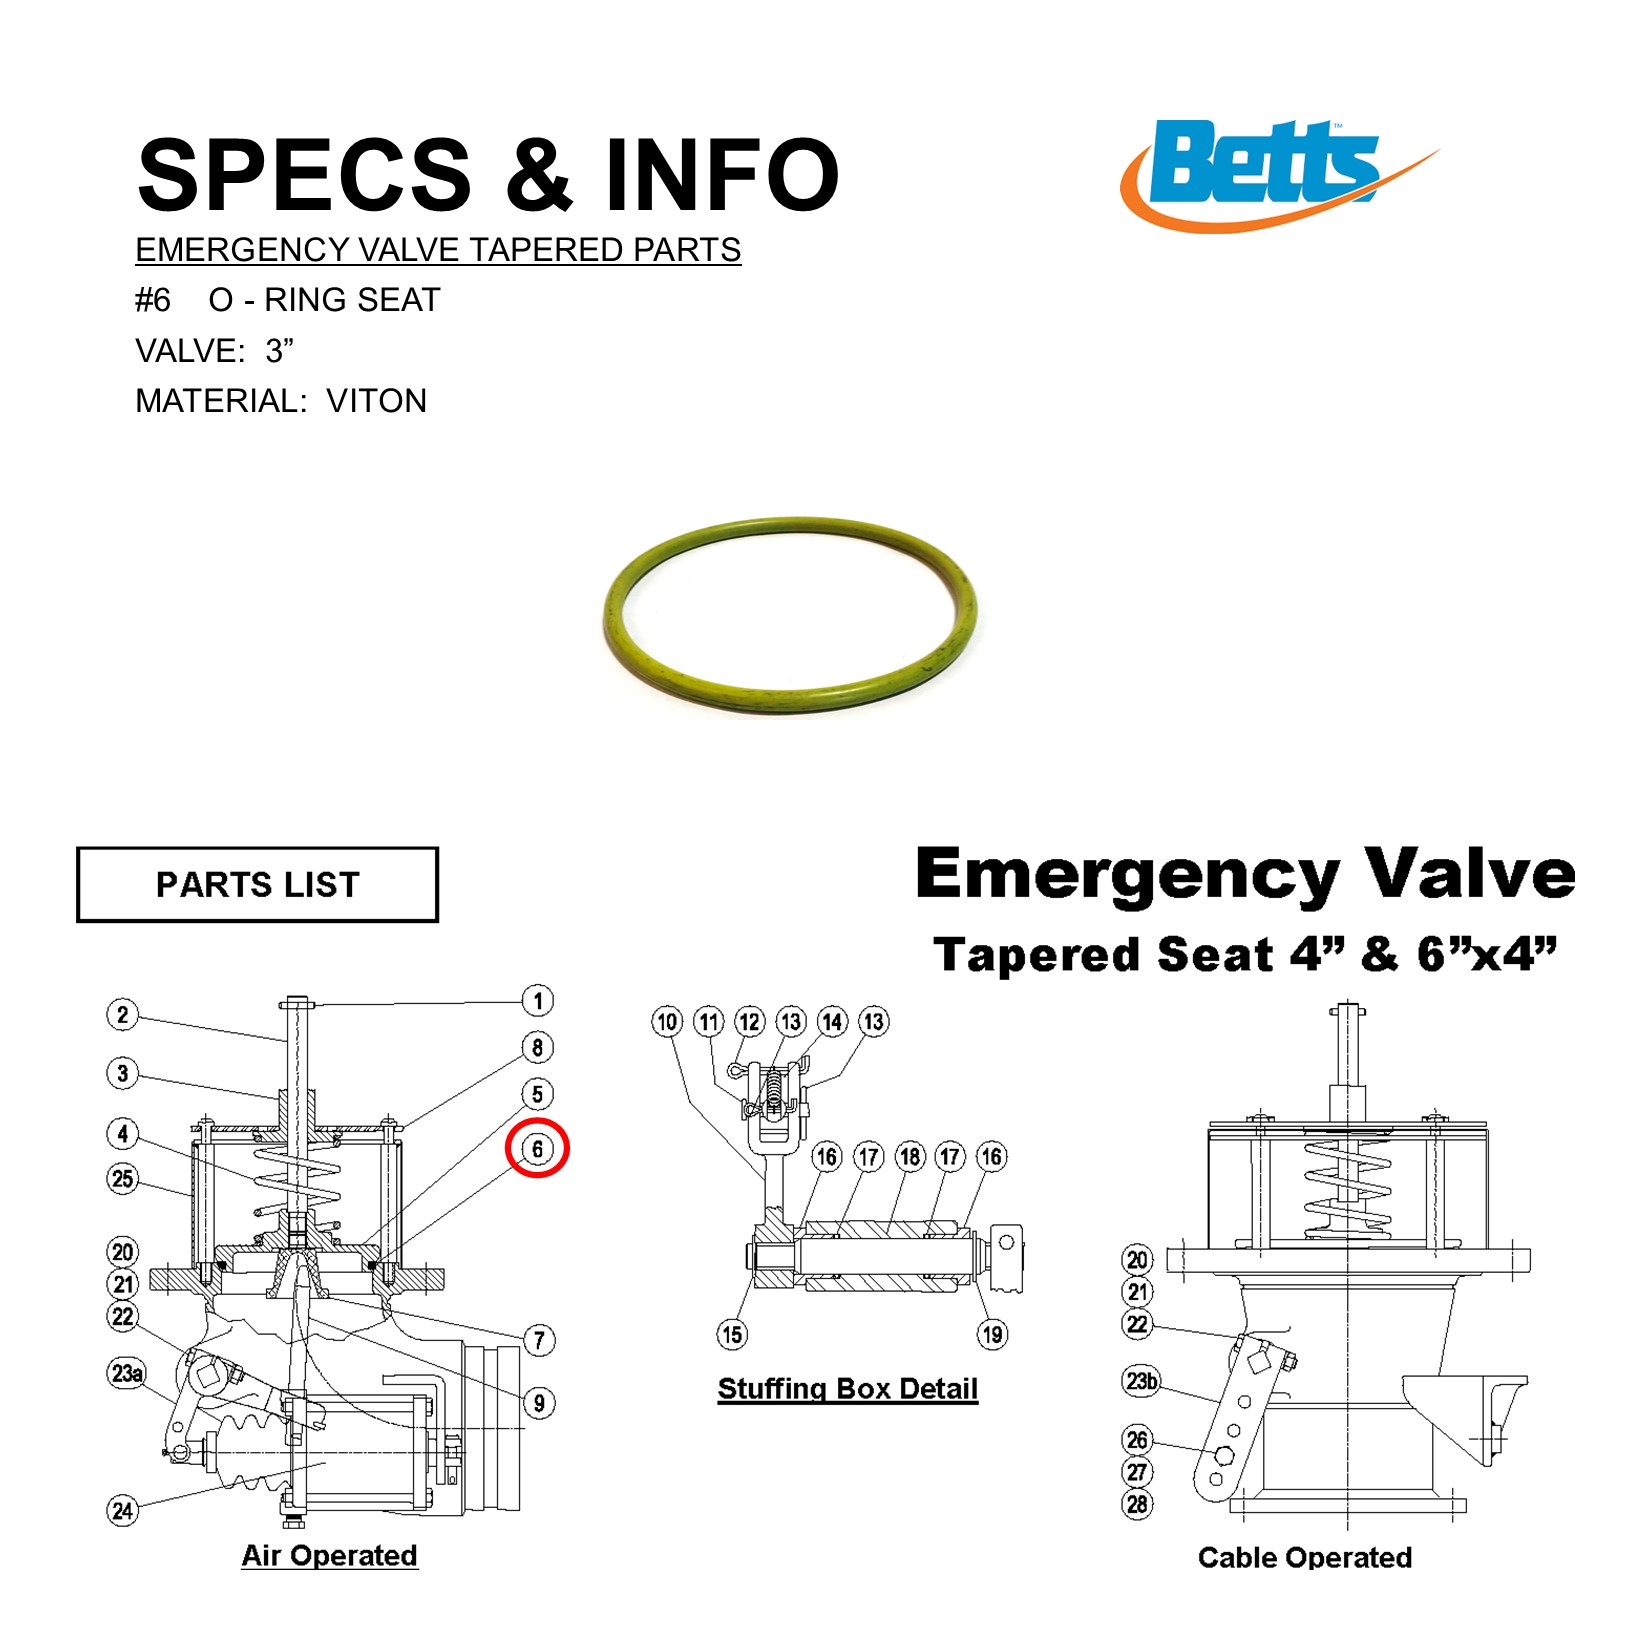 SPECS & INFO
Betts™
EMERGENCY VALVE TAPERED PARTS
#6 O - RING SEAT
VALVE: 3”
MATERIAL: VITON
PARTS LIST
Emergency Valve
Tapered Seat 4” & 6”x4”
1
2
8
3
5
4
6
25
20
21
22
7
23a
9
24
Air Operated
10 11 12 13 14 13
16 17 18 17 16
15 19
Stuffing Box Detail
20
21
22
23b
26
27
28
Cable Operated